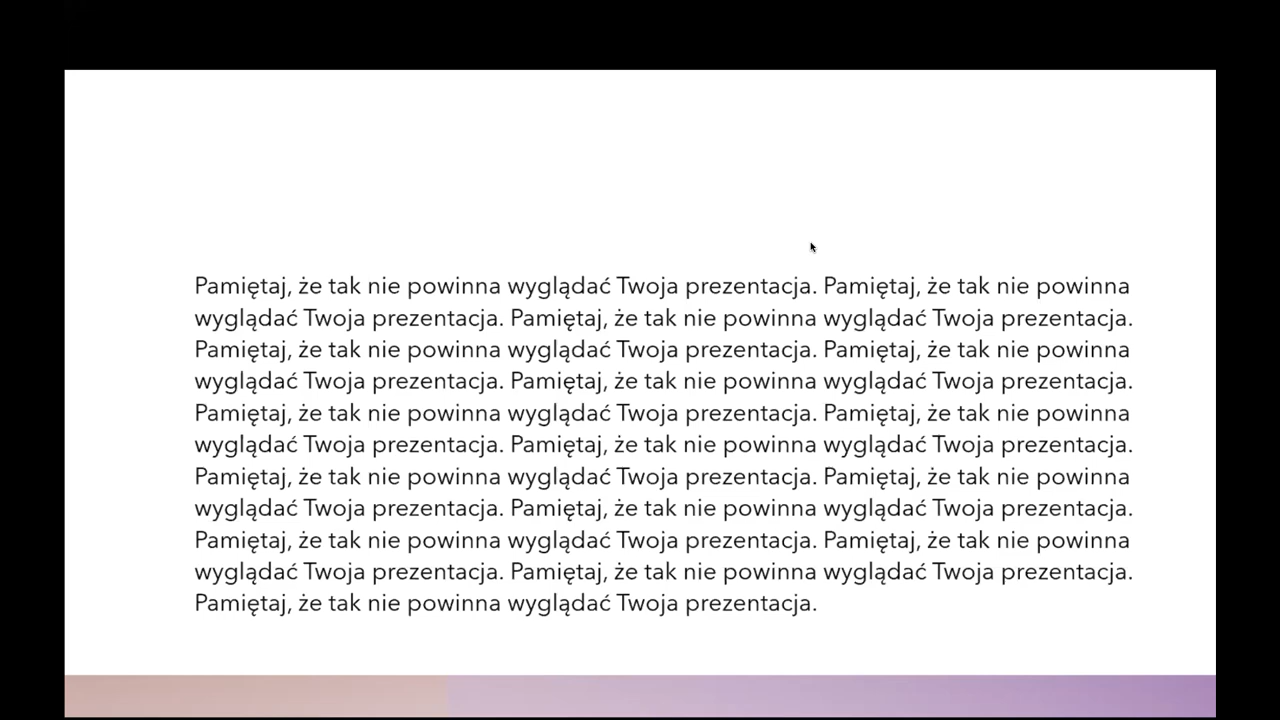 Pamiętaj, że tak nie powinna wyglądać Twoja prezentacja. Pamiętaj, że tak nie powinna
wyglądać Twoja prezentacja. Pamiętaj, że tak nie powinna wyglądać Twoja prezentacja.
Pamiętaj, że tak nie powinna wyglądać Twoja prezentacja. Pamiętaj, że tak nie powinna
wyglądać Twoja prezentacja. Pamiętaj, że tak nie powinna wyglądać Twoja prezentacja.
Pamiętaj, że tak nie powinna wyglądać Twoja prezentacja. Pamiętaj, że tak nie powinna
wyglądać Twoja prezentacja. Pamiętaj, że tak nie powinna wyglądać Twoja prezentacja.
Pamiętaj, że tak nie powinna wyglądać Twoja prezentacja. Pamiętaj, że tak nie powinna
wyglądać Twoja prezentacja. Pamiętaj, że tak nie powinna wyglądać Twoja prezentacja.
Pamiętaj, że tak nie powinna wyglądać Twoja prezentacja. Pamiętaj, że tak nie powinna
wyglądać Twoja prezentacja. Pamiętaj, że tak nie powinna wyglądać Twoja prezentacja.
Pamiętaj, że tak nie powinna wyglądać Twoja prezentacja.